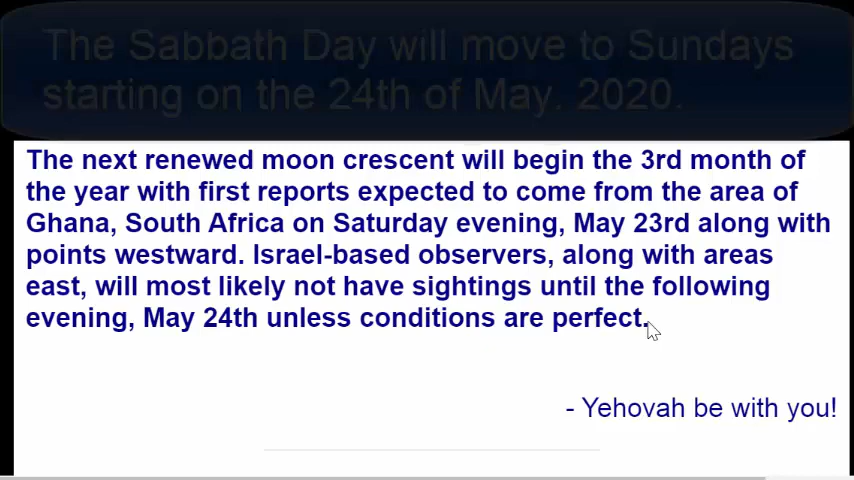 The Sabbath Day will move to Sundays
starting on the 24th of May. 2020.
The next renewed moon crescent will begin the 3rd month of
the year with first reports expected to come from the area of
Ghana, South Africa on Saturday evening, May 23rd along with
points westward. Israel-based observers, along with areas
east, will most likely not have sightings until the following
evening, May 24th unless conditions are perfect.
- Yehovah be with you!